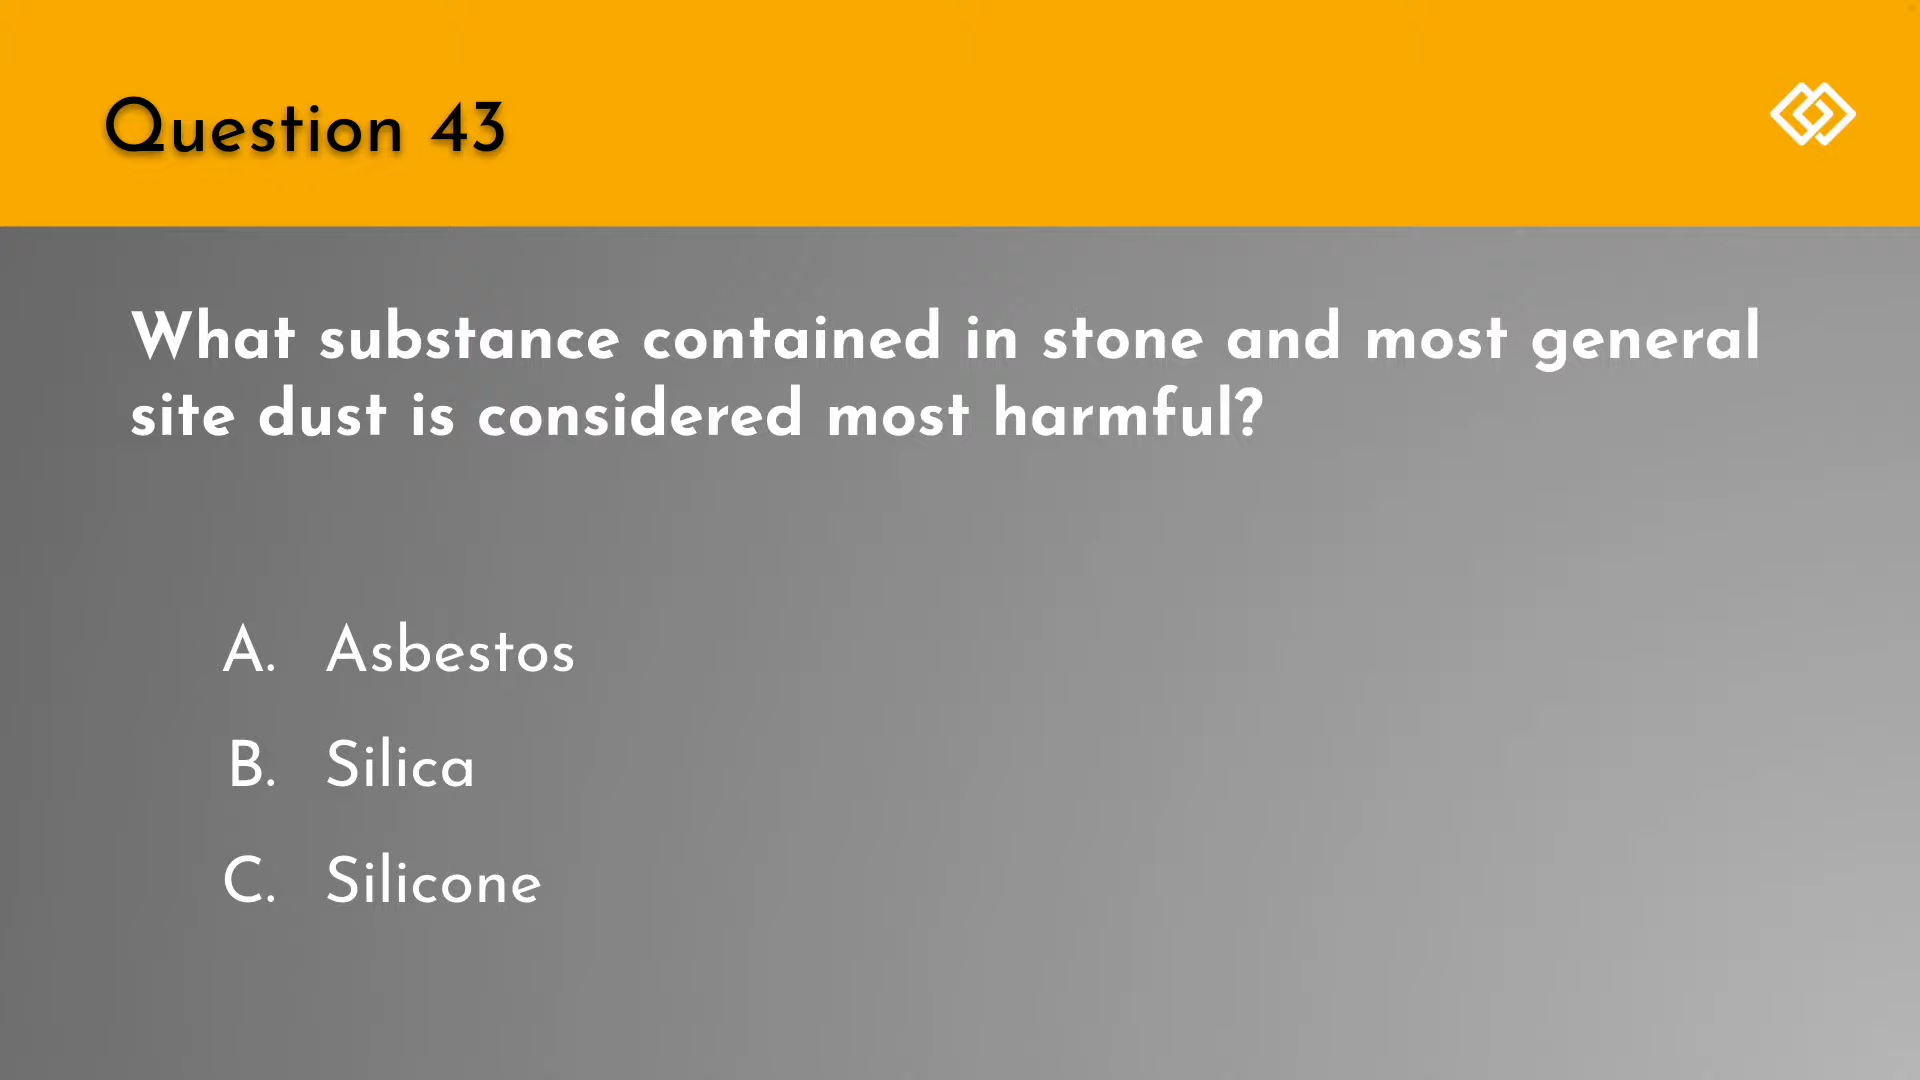 Question 43
What substance contained in stone and most general
site dust is considered most harmful?
A. Asbestos
B. Silica
C. Silicone